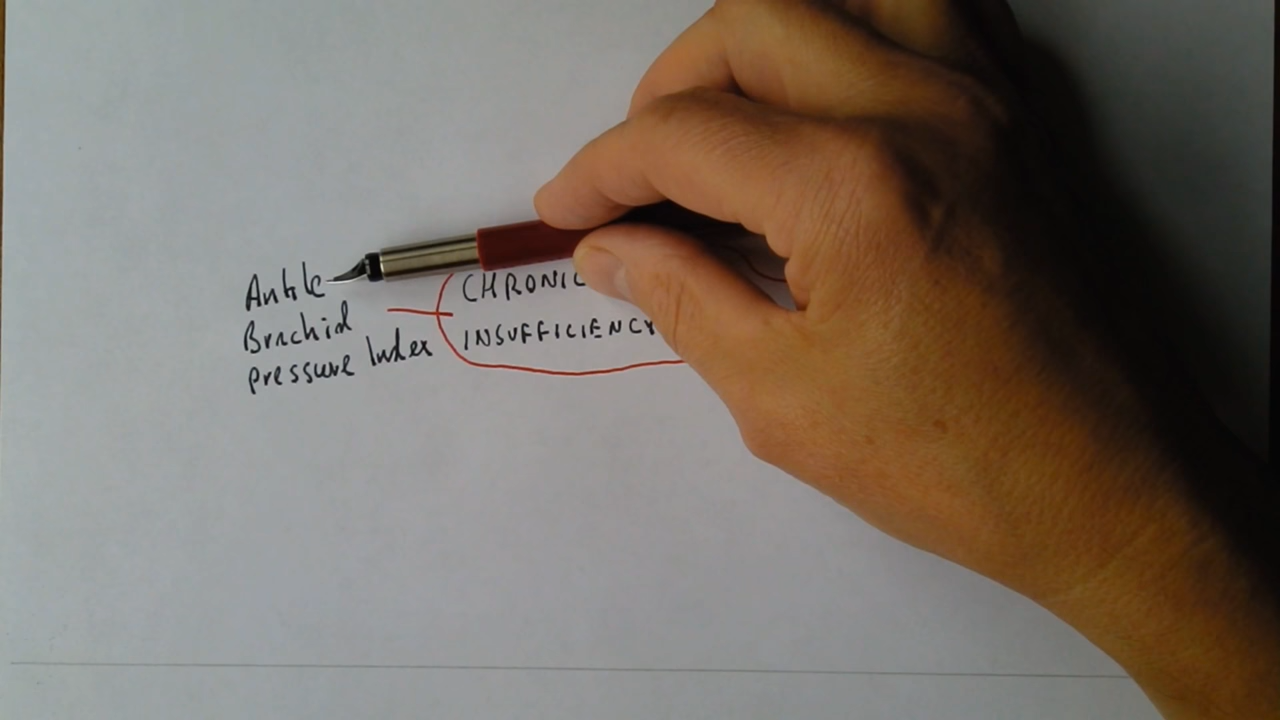 Ankle
Brachial
pressure Index
CHRONIC
INSUFFICIENCY